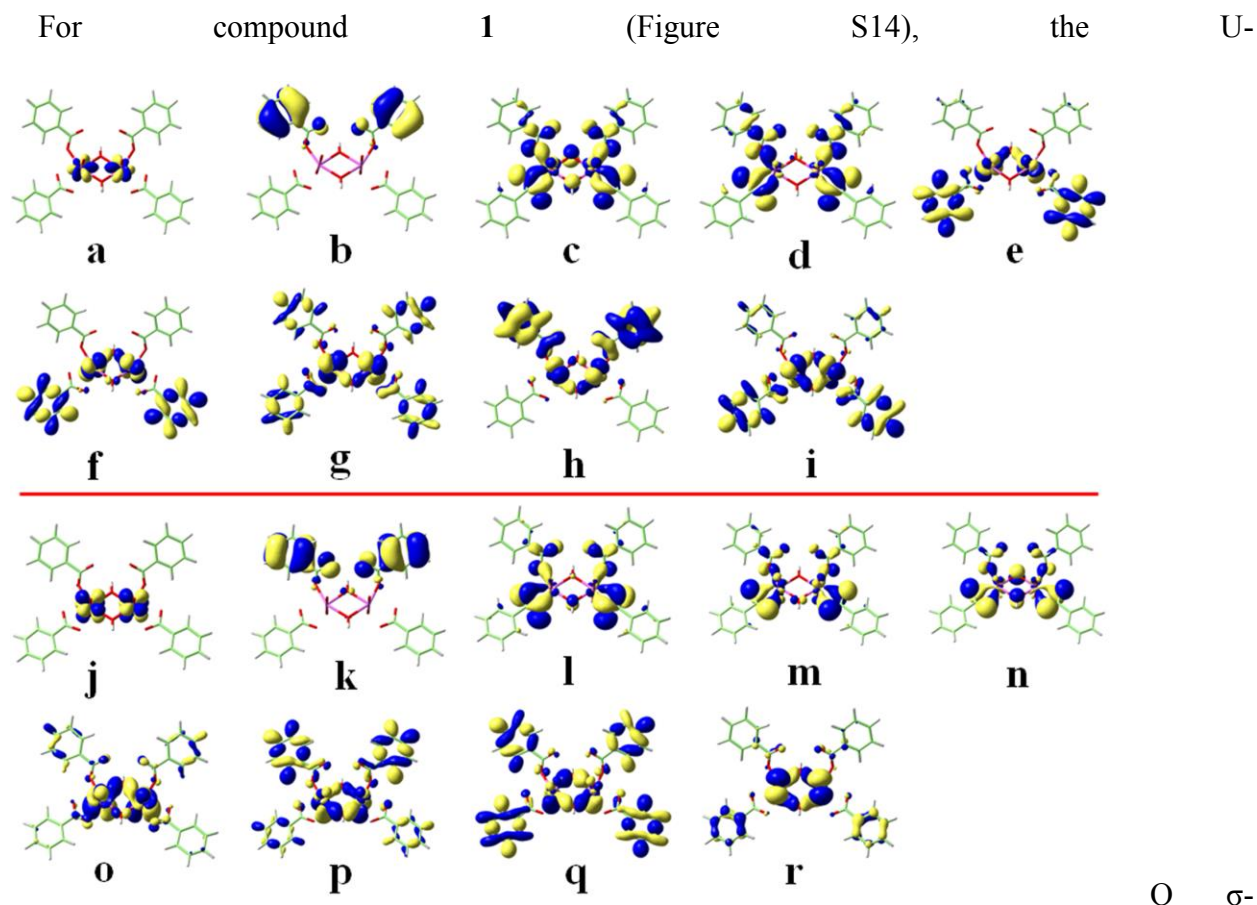 For compound 1 (Figure S14), the U-
a b c d e
f g h i
j k l m n
o p q r
O σ-